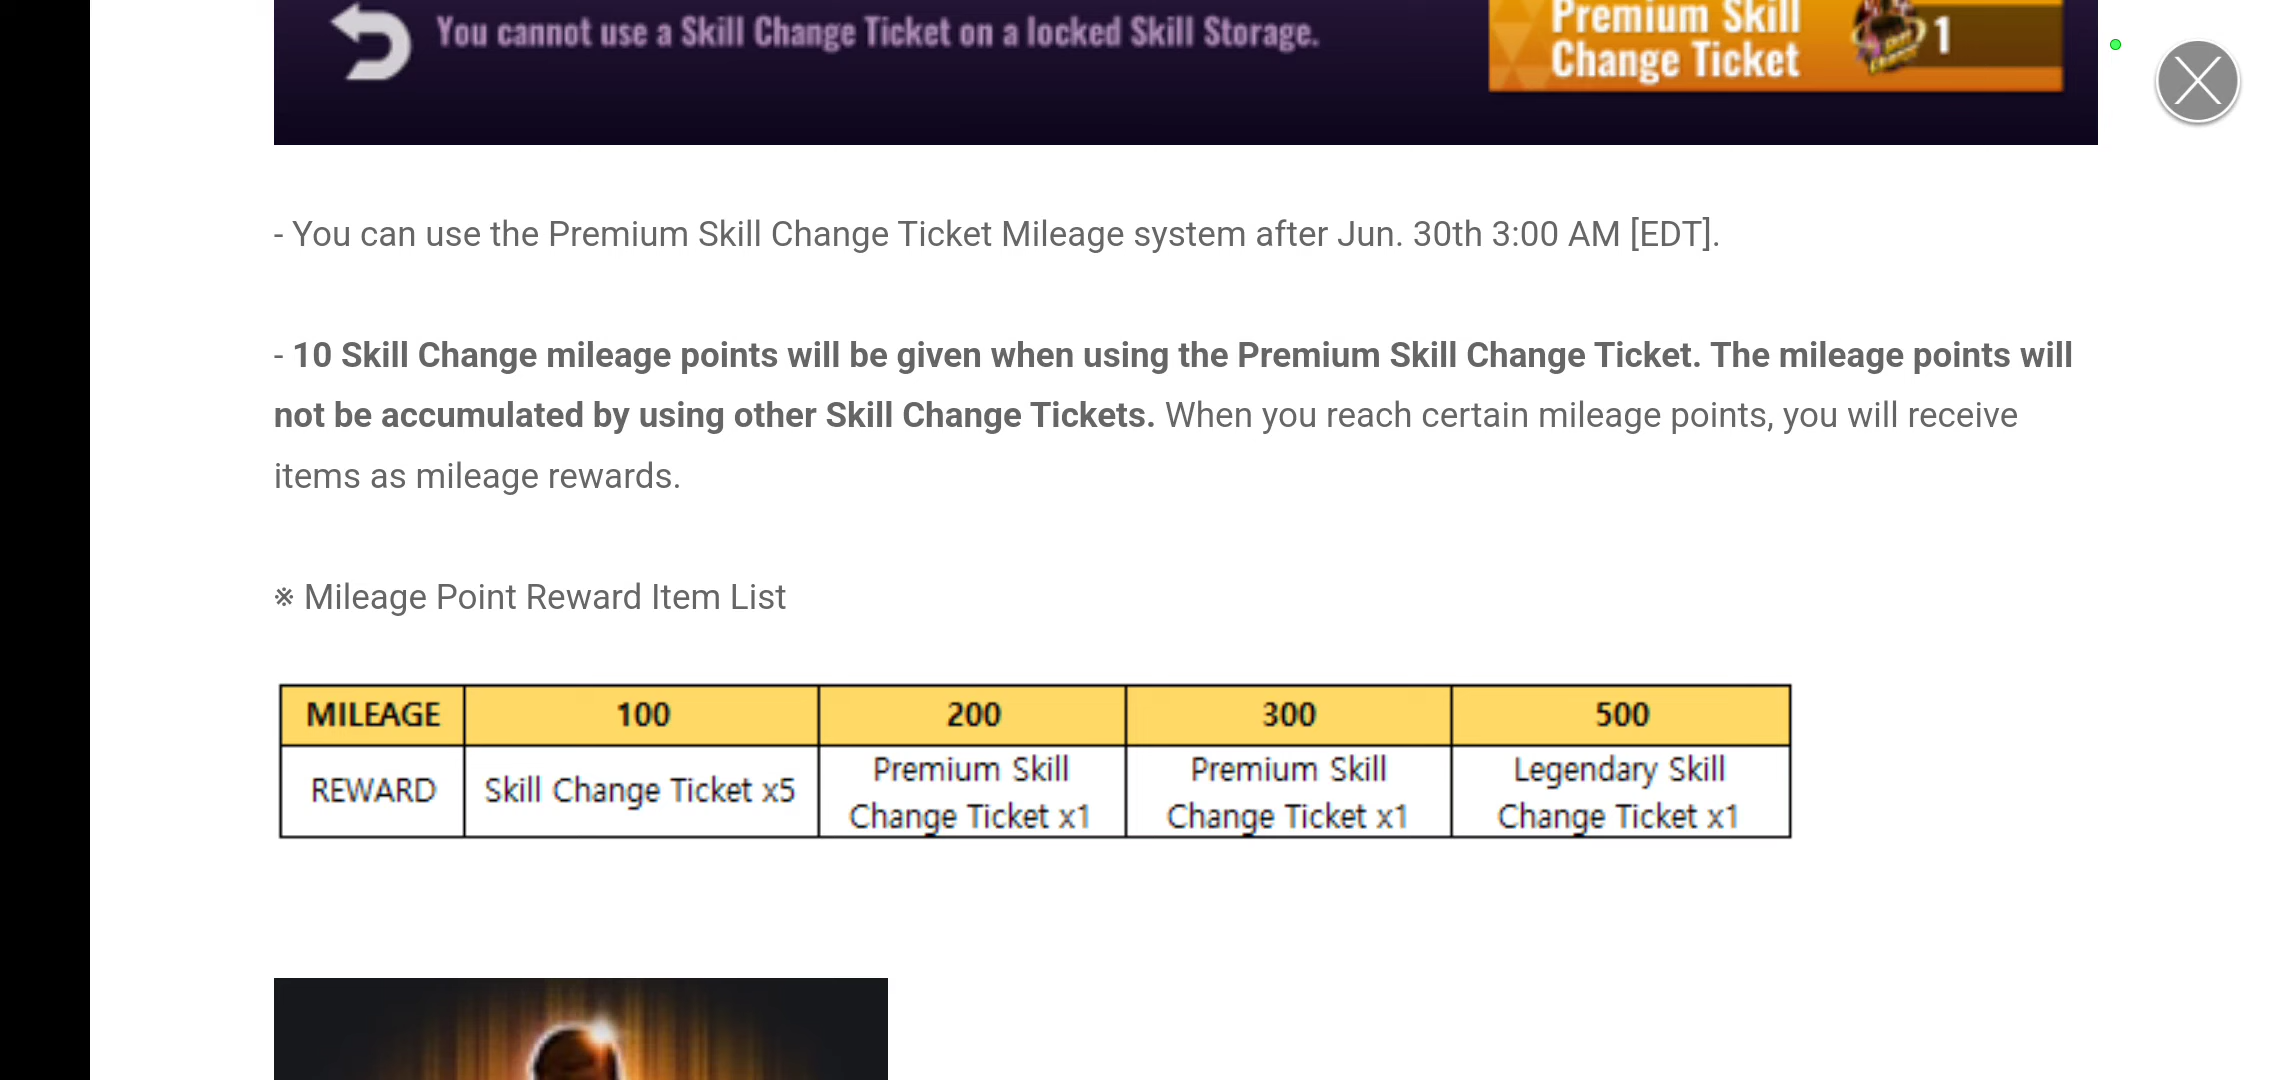 You cannot use a Skill Change Ticket on a locked Skill Storage.
Premium Skill
Change Ticket
1
- You can use the Premium Skill Change Ticket Mileage system after Jun. 30th 3:00 AM [EDT].
- 10 Skill Change mileage points will be given when using the Premium Skill Change Ticket. The mileage points will
not be accumulated by using other Skill Change Tickets. When you reach certain mileage points, you will receive
items as mileage rewards.
※ Mileage Point Reward Item List
MILEAGE 100 200 300 500
REWARD Skill Change Ticket x5 Premium Skill Change Ticket x1 Premium Skill Change Ticket x1 Legendary Skill Change Ticket x1